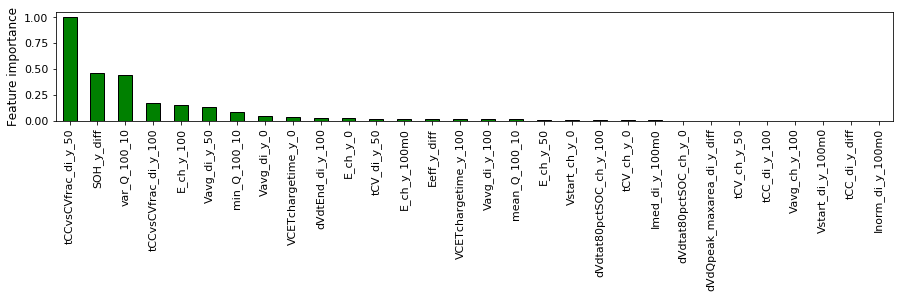 Feature importance
1.00
0.75
0.50
0.25
0.00
tCCvsCVfrac_di_y_50
SOH_y_diff
var_Q_100_10
tCCvsCVfrac_di_y_100
E_ch_y_100
Vavg_di_y_50
min_Q_100_10
Vavg_di_y_0
VCETchargetime_y_0
dVdtEnd_di_y_100
E_ch_y_0
tCV_di_y_50
E_ch_y_100m0
Eeff_y_diff
VCETchargetime_y_100
Vavg_di_y_100
mean_Q_100_10
E_ch_y_50
Vstart_ch_y_0
dVdtat80pctSOC_ch_y_100
tCV_ch_y_0
Imed_di_y_100m0
dVdtat80pctSOC_ch_y_0
dVdQpeak_maxarea_di_y_diff
tCV_ch_y_50
tCC_di_y_100
Vavg_ch_y_100
Vstart_di_y_100m0
tCC_di_y_diff
Inorm_di_y_100m0